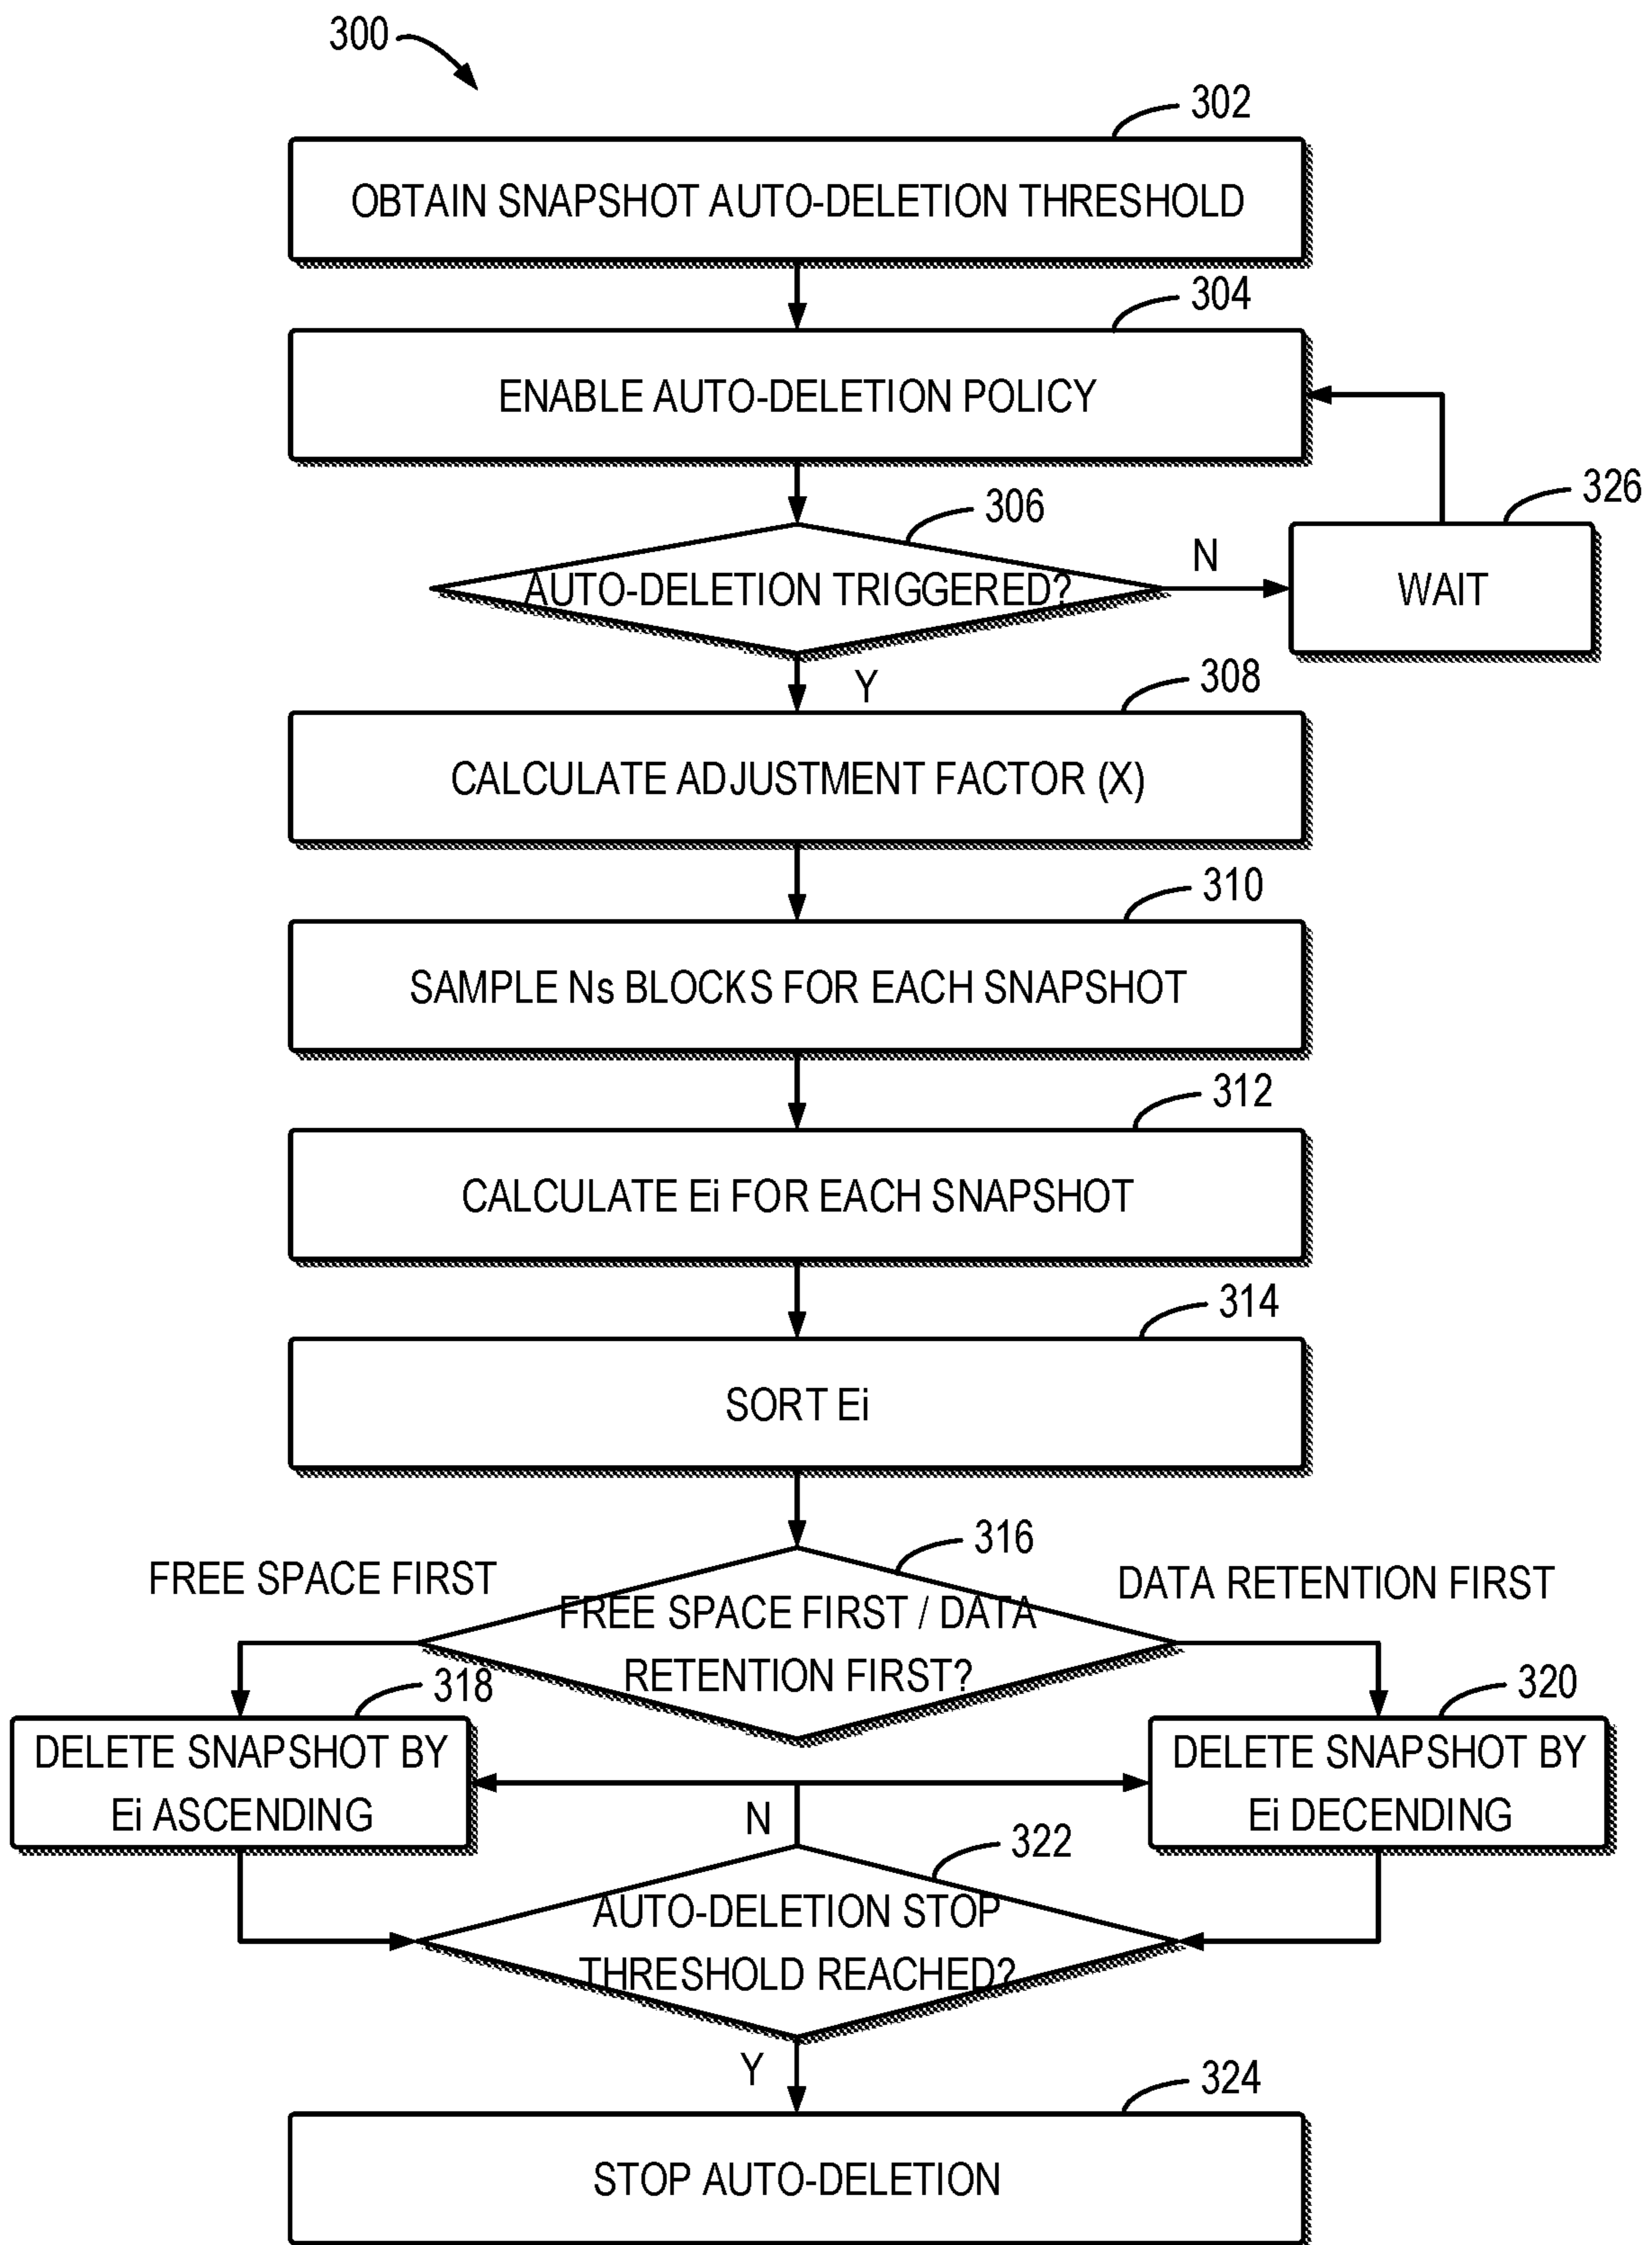 300
302
OBTAIN SNAPSHOT AUTO-DELETION THRESHOLD
304
ENABLE AUTO-DELETION POLICY
306
AUTO-DELETION TRIGGERED?
N
326
WAIT
Y
308
CALCULATE ADJUSTMENT FACTOR (X)
310
SAMPLE Ns BLOCKS FOR EACH SNAPSHOT
312
CALCULATE Ei FOR EACH SNAPSHOT
314
SORT Ei
316
FREE SPACE FIRST
DATA RETENTION FIRST
FREE SPACE FIRST / DATA
RETENTION FIRST?
318
DELETE SNAPSHOT BY
Ei ASCENDING
320
DELETE SNAPSHOT BY
Ei DECENDING
N
322
AUTO-DELETION STOP
THRESHOLD REACHED?
Y
324
STOP AUTO-DELETION